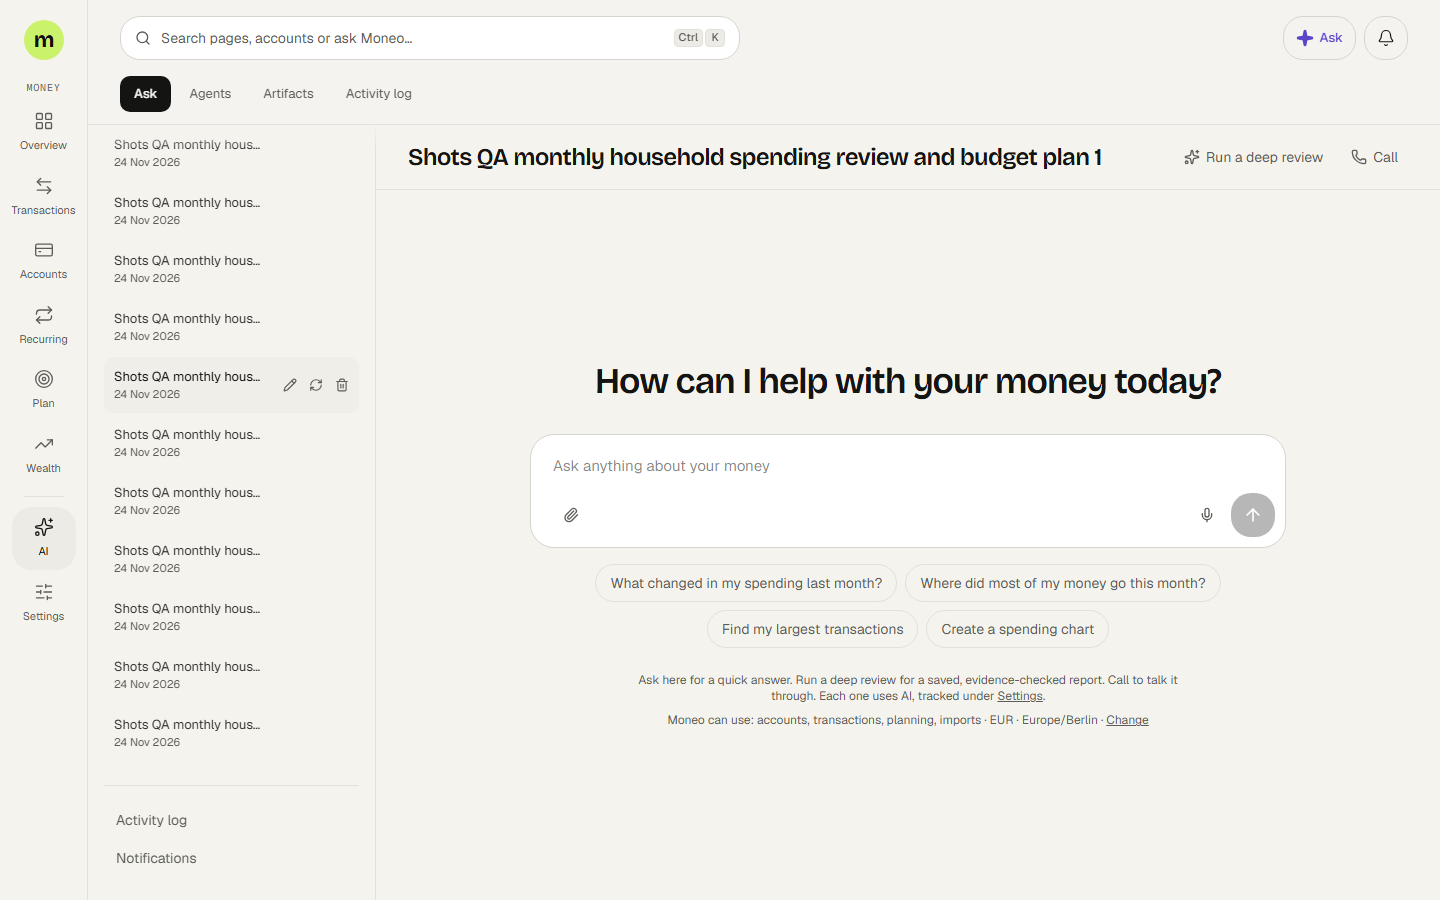 m
MONEY
Overview
Transactions
Accounts
Recurring
Plan
Wealth
AI
Settings
Search pages, accounts or ask Moneo...
Ctrl K
Ask
Ask
Agents
Artifacts
Activity log
Shots QA monthly hous...
24 Nov 2026
Shots QA monthly hous...
24 Nov 2026
Shots QA monthly hous...
24 Nov 2026
Shots QA monthly hous...
24 Nov 2026
Shots QA monthly hous...
24 Nov 2026
Shots QA monthly hous...
24 Nov 2026
Shots QA monthly hous...
24 Nov 2026
Shots QA monthly hous...
24 Nov 2026
Shots QA monthly hous...
24 Nov 2026
Shots QA monthly hous...
24 Nov 2026
Shots QA monthly hous...
24 Nov 2026
Activity log
Notifications
Shots QA monthly household spending review and budget plan 1
Run a deep review
Call
How can I help with your money today?
Ask anything about your money
What changed in my spending last month?
Where did most of my money go this month?
Find my largest transactions
Create a spending chart
Ask here for a quick answer. Run a deep review for a saved, evidence-checked report. Call to talk it
through. Each one uses AI, tracked under Settings.
Moneo can use: accounts, transactions, planning, imports · EUR · Europe/Berlin · Change